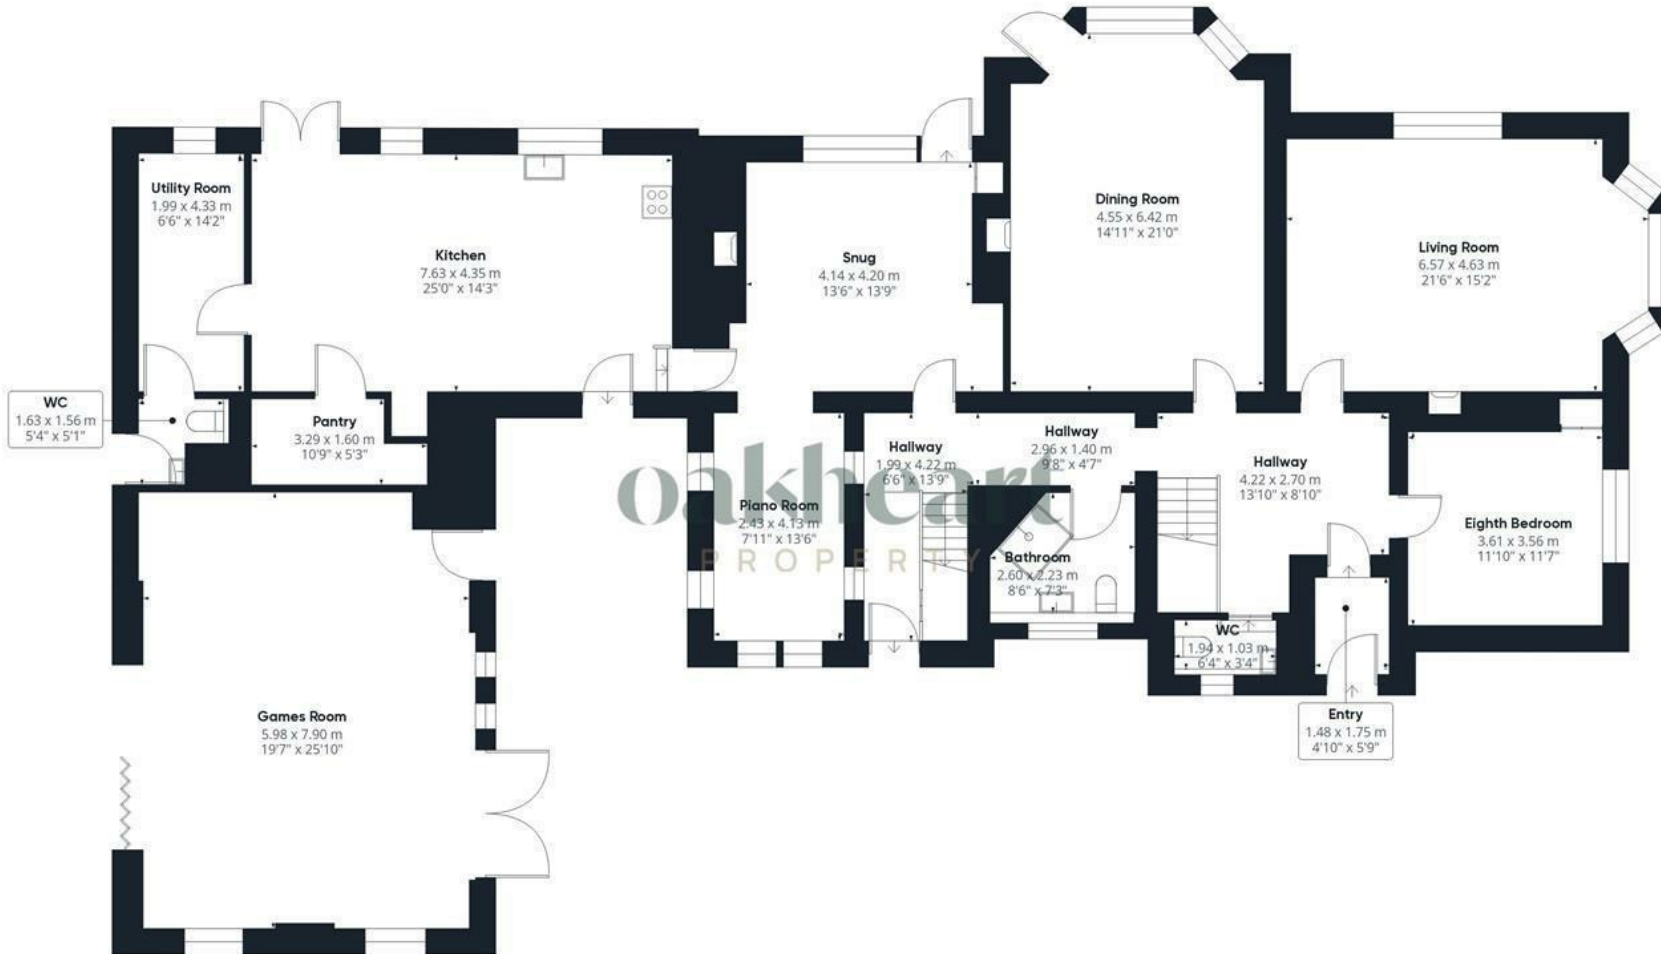 Utility Room
1.99 x 4.33 m
6'6" x 14'2"
Kitchen
7.63 x 4.35 m
25'0" x 14'3"
Snug
4.14 x 4.20 m
13'6" x 13'9"
Dining Room
4.55 x 6.42 m
14'11" x 21'0"
Living Room
6.57 x 4.63 m
21'6" x 15'2"
WC
1.63 x 1.56 m
5'4" x 5'1"
Pantry
3.29 x 1.60 m
10'9" x 5'3"
Hallway
1.99 x 4.22 m
6'6" x 13'9"
Hallway
2.96 x 1.40 m
9'8" x 4'7"
Hallway
4.22 x 2.70 m
13'10" x 8'10"
oakheart
PROPERTY
Piano Room
2.43 x 4.13 m
7'11" x 13'6"
Bathroom
2.60 x 2.23 m
8'6" x 7'3"
Eighth Bedroom
3.61 x 3.56 m
11'10" x 11'7"
WC
1.94 x 1.03 m
6'4" x 3'4"
Games Room
5.98 x 7.90 m
19'7" x 25'10"
Entry
1.48 x 1.75 m
4'10" x 5'9"